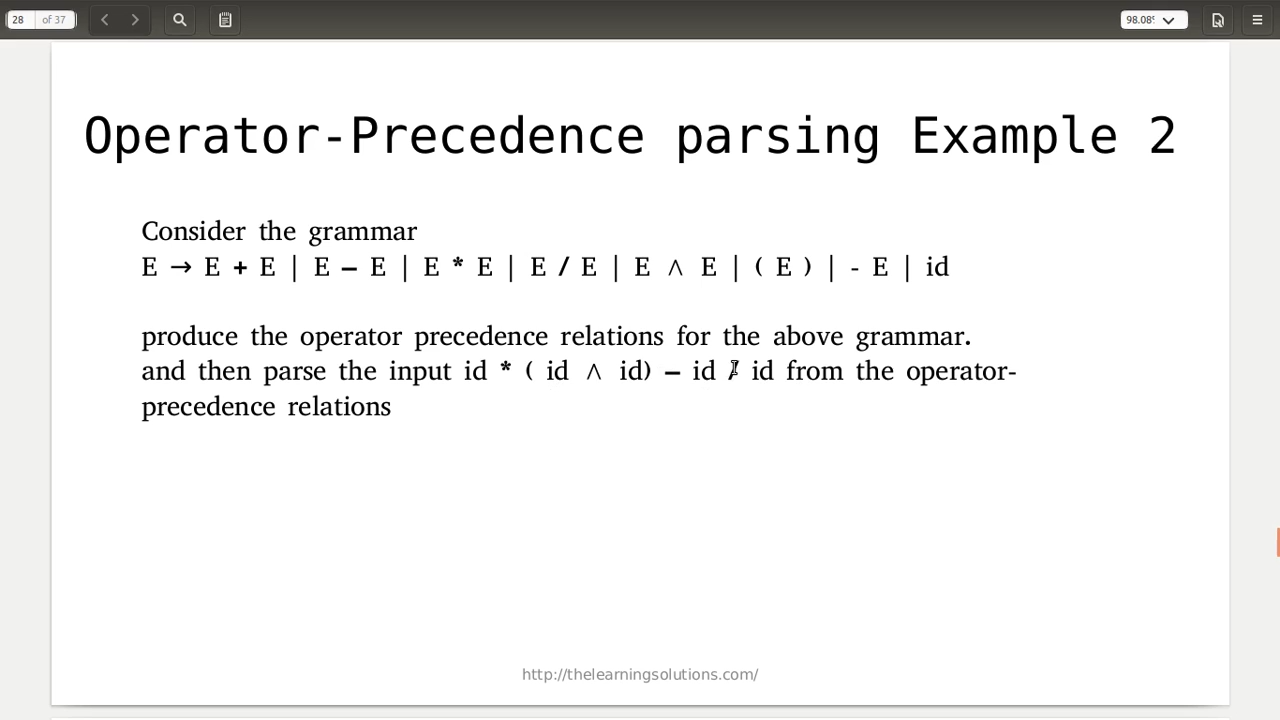 28 of 37
98.08%
Operator-Precedence parsing Example 2
Consider the grammar
E → E + E | E – E | E * E | E / E | E ∧ E | ( E ) | - E | id
produce the operator precedence relations for the above grammar.
and then parse the input id * ( id ∧ id) – id / id from the operator-
precedence relations
http://thelearningsolutions.com/